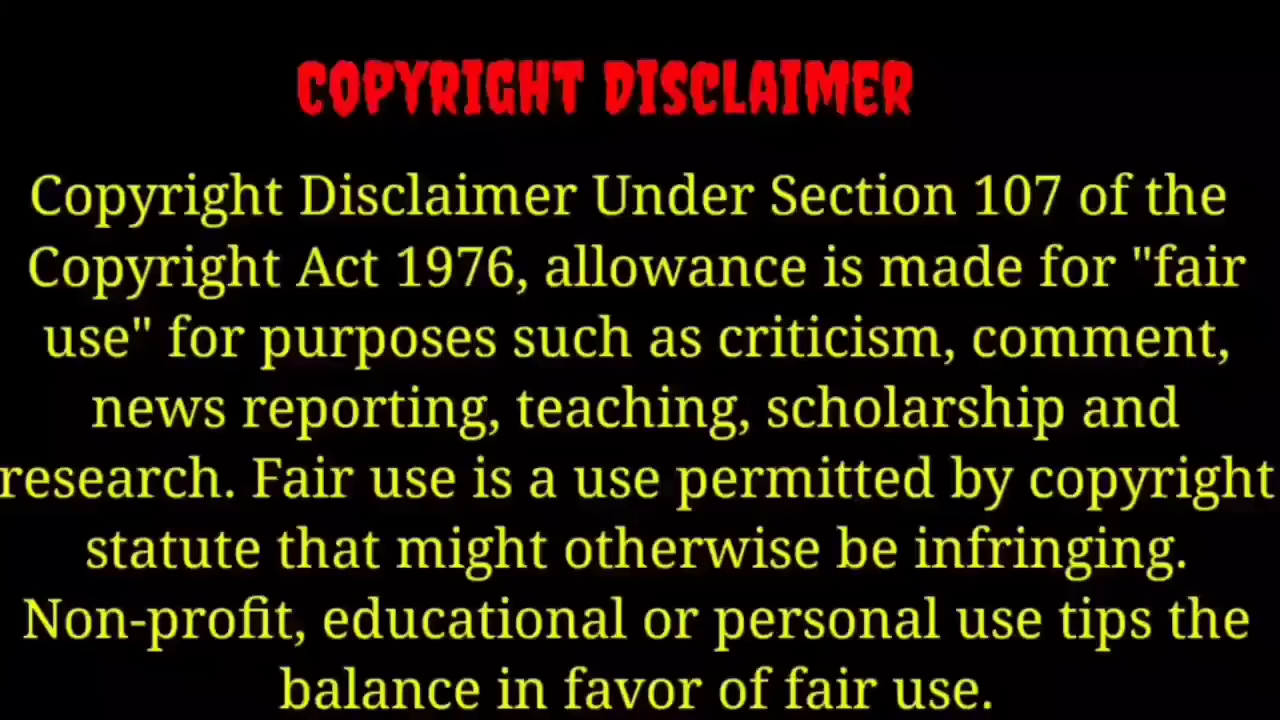 COPYRIGHT DISCLAIMER
Copyright Disclaimer Under Section 107 of the
Copyright Act 1976, allowance is made for "fair
use" for purposes such as criticism, comment,
news reporting, teaching, scholarship and
research. Fair use is a use permitted by copyright
statute that might otherwise be infringing.
Non-profit, educational or personal use tips the
balance in favor of fair use.